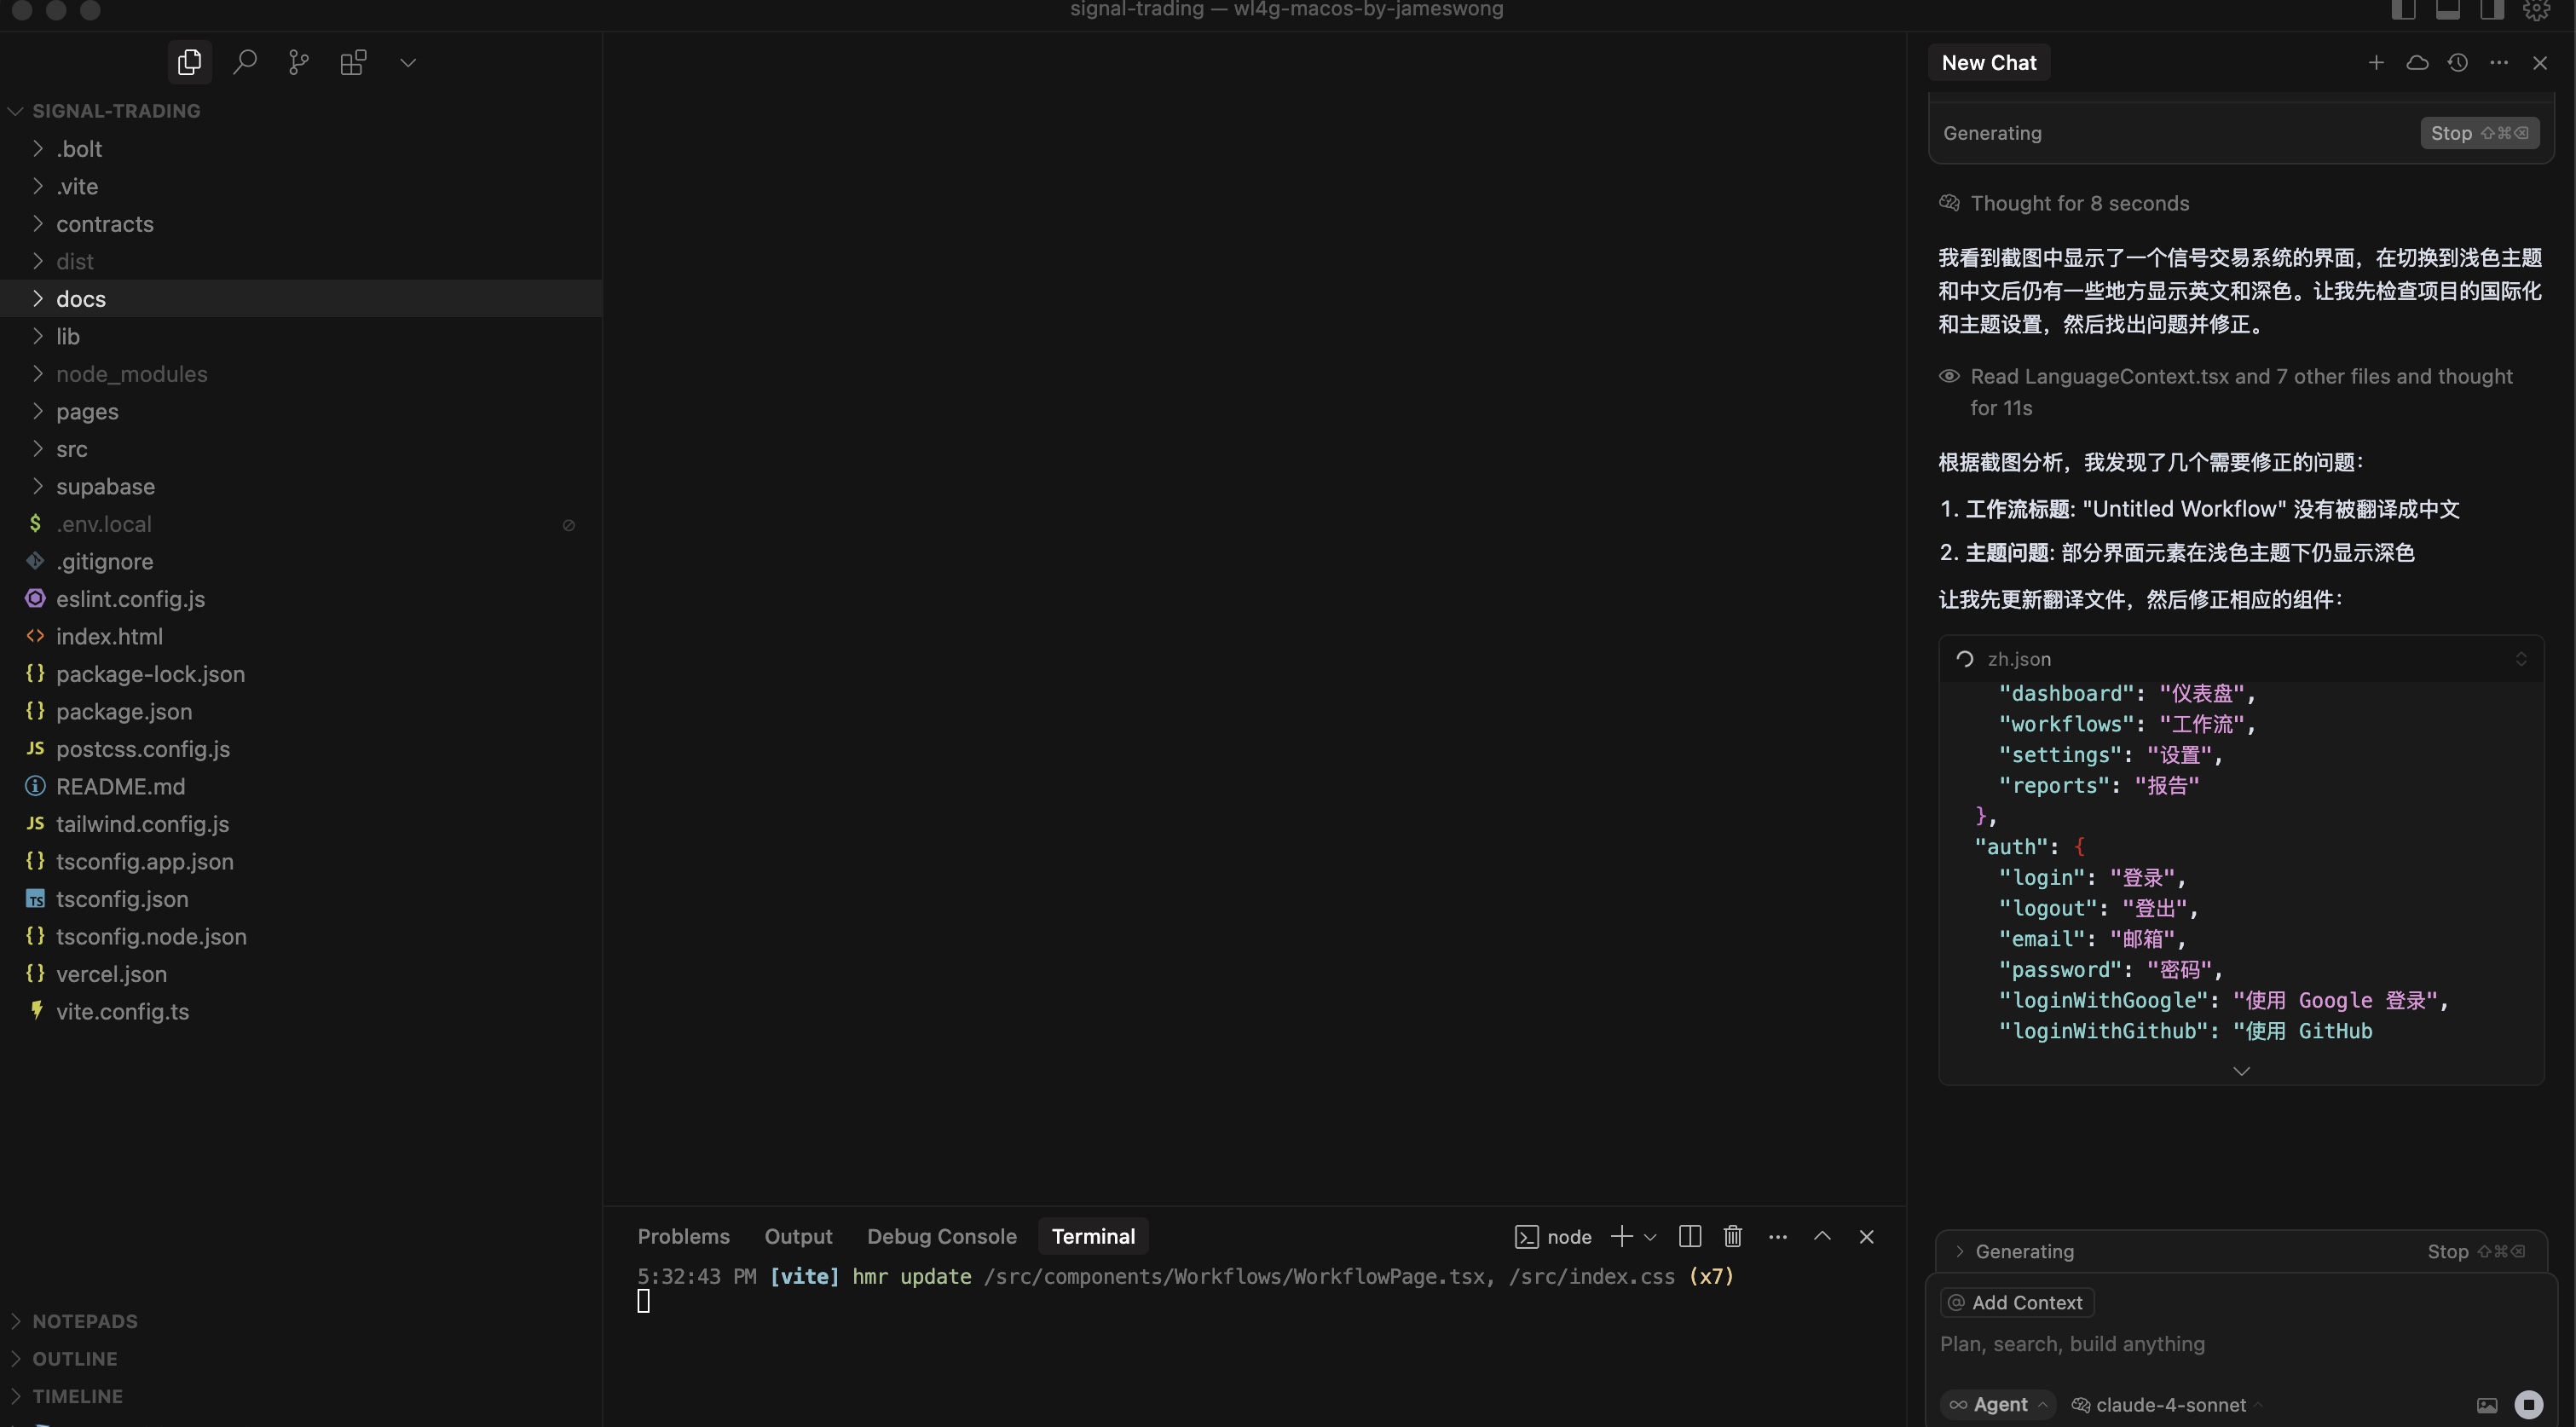 signal-trading — wl4g-macos-by-jameswong
SIGNAL-TRADING
.bolt
.vite
contracts
dist
docs
lib
node_modules
pages
src
supabase
$ .env.local
.gitignore
eslint.config.js
<> index.html
{} package-lock.json
{} package.json
JS postcss.config.js
README.md
JS tailwind.config.js
{} tsconfig.app.json
TS tsconfig.json
{} tsconfig.node.json
{} vercel.json
vite.config.ts
NOTEPADS
OUTLINE
TIMELINE
Problems Output Debug Console Terminal
node
5:32:43 PM [vite] hmr update /src/components/Workflows/WorkflowPage.tsx, /src/index.css (x7)
New Chat
Generating Stop ⇧⌘⌫
Thought for 8 seconds
我看到截图中显示了一个信号交易系统的界面，在切换到浅色主题
和中文后仍有一些地方显示英文和深色。让我先检查项目的国际化
和主题设置，然后找出问题并修正。
Read LanguageContext.tsx and 7 other files and thought
for 11s
根据截图分析，我发现了几个需要修正的问题：
1. 工作流标题: "Untitled Workflow" 没有被翻译成中文
2. 主题问题: 部分界面元素在浅色主题下仍显示深色
让我先更新翻译文件，然后修正相应的组件：
zh.json
"dashboard": "仪表盘",
"workflows": "工作流",
"settings": "设置",
"reports": "报告"
},
"auth": {
"login": "登录",
"logout": "登出",
"email": "邮箱",
"password": "密码",
"loginWithGoogle": "使用 Google 登录",
"loginWithGithub": "使用 GitHub
Generating Stop ⇧⌘⌫
@ Add Context
Plan, search, build anything
∞ Agent claude-4-sonnet